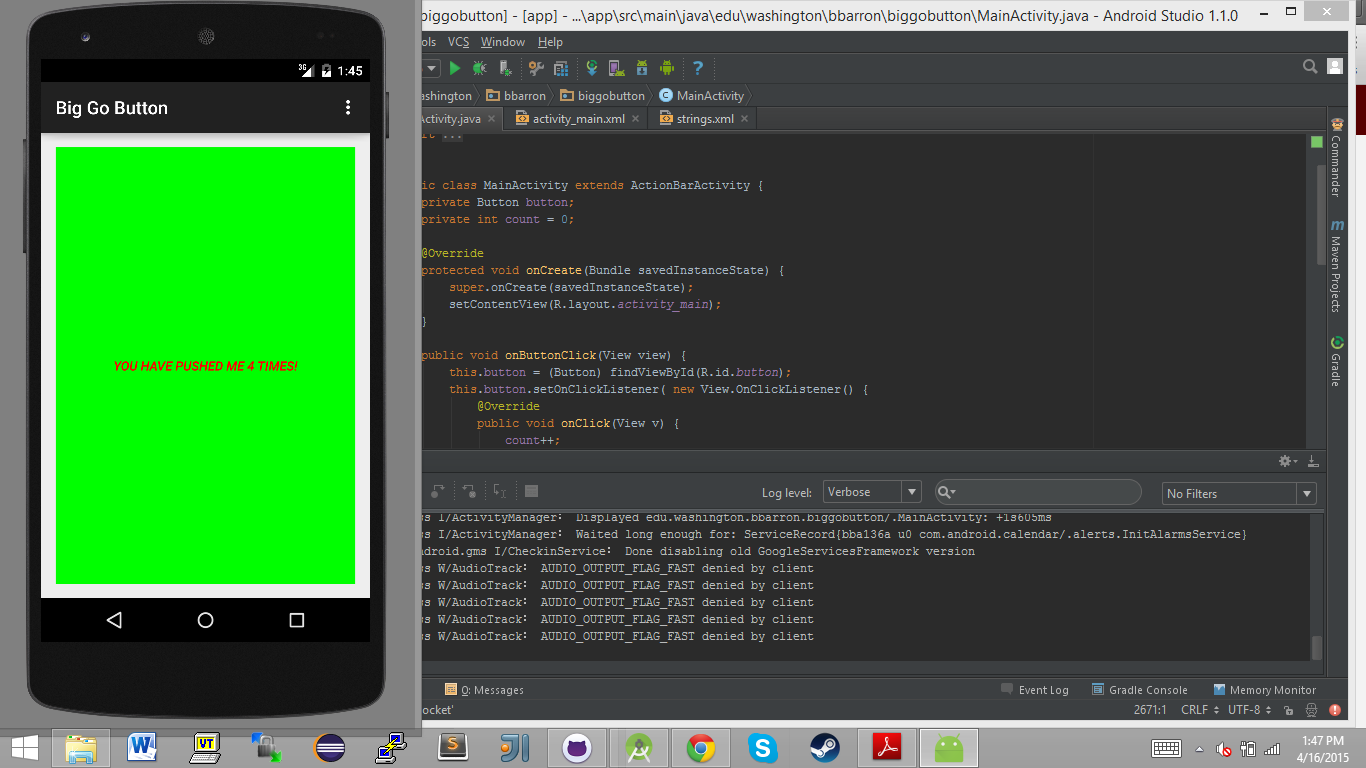 3G 1:45
Big Go Button
YOU HAVE PUSHED ME 4 TIMES!
biggobutton] - [app] - ...\app\src\main\java\edu\washington\bbarron\biggobutton\MainActivity.java - Android Studio 1.1.0
ols VCS Window Help
ashington bbarron biggobutton MainActivity
Activity.java activity_main.xml strings.xml
...
ic class MainActivity extends ActionBarActivity {
private Button button;
private int count = 0;
@Override
protected void onCreate(Bundle savedInstanceState) {
super.onCreate(savedInstanceState);
setContentView(R.layout.activity_main);
}
public void onButtonClick(View view) {
this.button = (Button) findViewById(R.id.button);
this.button.setOnClickListener( new View.OnClickListener() {
@Override
public void onClick(View v) {
count++;
Commander
Maven Projects
Gradle
Log level: Verbose No Filters
ss I/ActivityManager: Displayed edu.washington.bbarron.biggobutton/.MainActivity: +1s605ms
ss I/ActivityManager: Waited long enough for: ServiceRecord{bba136a u0 com.android.calendar/.alerts.InitAlarmsService}
ndroid.gms I/CheckinService: Done disabling old GoogleServicesFramework version
ss W/AudioTrack: AUDIO_OUTPUT_FLAG_FAST denied by client
ss W/AudioTrack: AUDIO_OUTPUT_FLAG_FAST denied by client
ss W/AudioTrack: AUDIO_OUTPUT_FLAG_FAST denied by client
ss W/AudioTrack: AUDIO_OUTPUT_FLAG_FAST denied by client
ss W/AudioTrack: AUDIO_OUTPUT_FLAG_FAST denied by client
0: Messages Event Log Gradle Console Memory Monitor
ocket' 2671:1 CRLF UTF-8
1:47 PM
4/16/2015